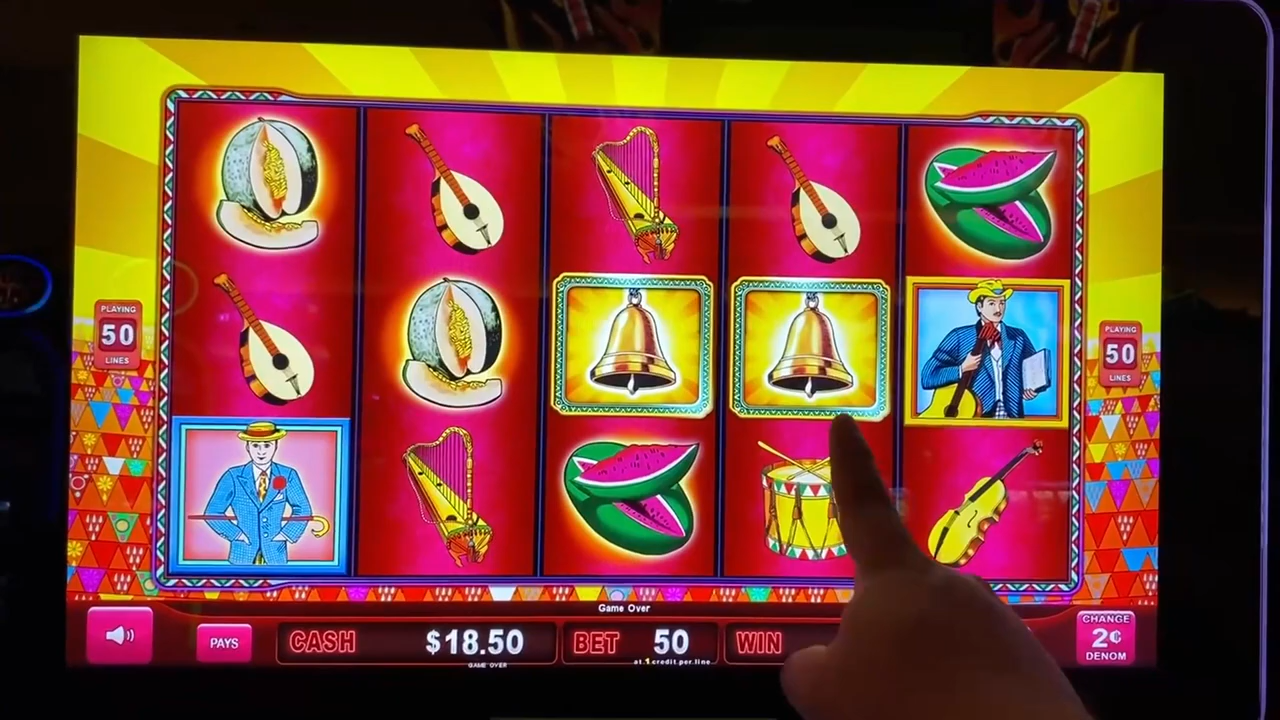 PLAYING
50
LINES
PLAYING
50
LINES
Game Over
PAYS
CASH
$18.50
GAME OVER
BET
50
at 1 credit per line
WIN
CHANGE
2¢
DENOM